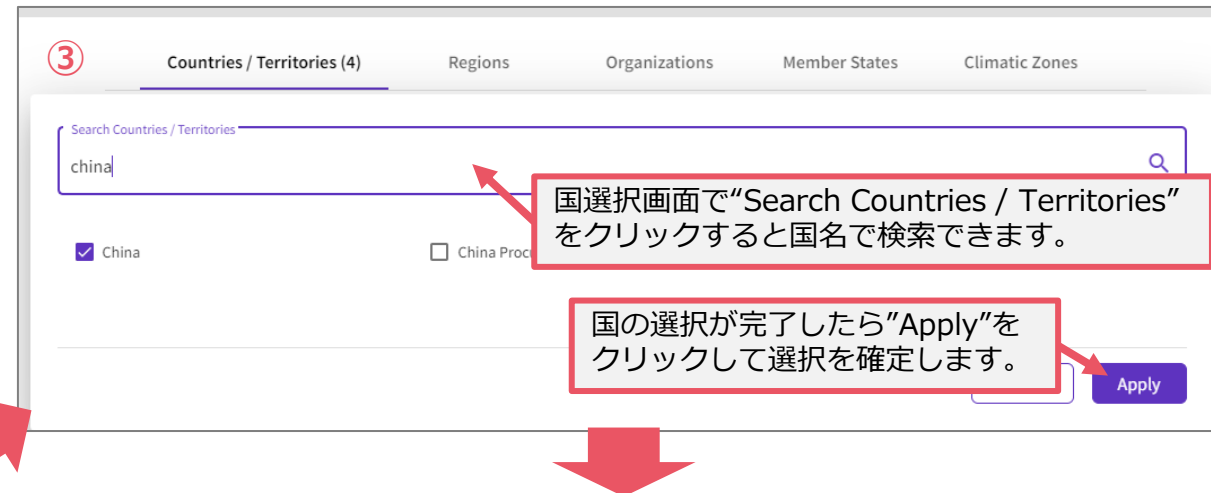 ③
Countries / Territories (4) Regions Organizations Member States Climatic Zones
Search Countries / Territories
china
国選択画面で“Search Countries / Territories”
をクリックすると国名で検索できます。
China China
国の選択が完了したら”Apply”を
クリックして選択を確定します。
Apply